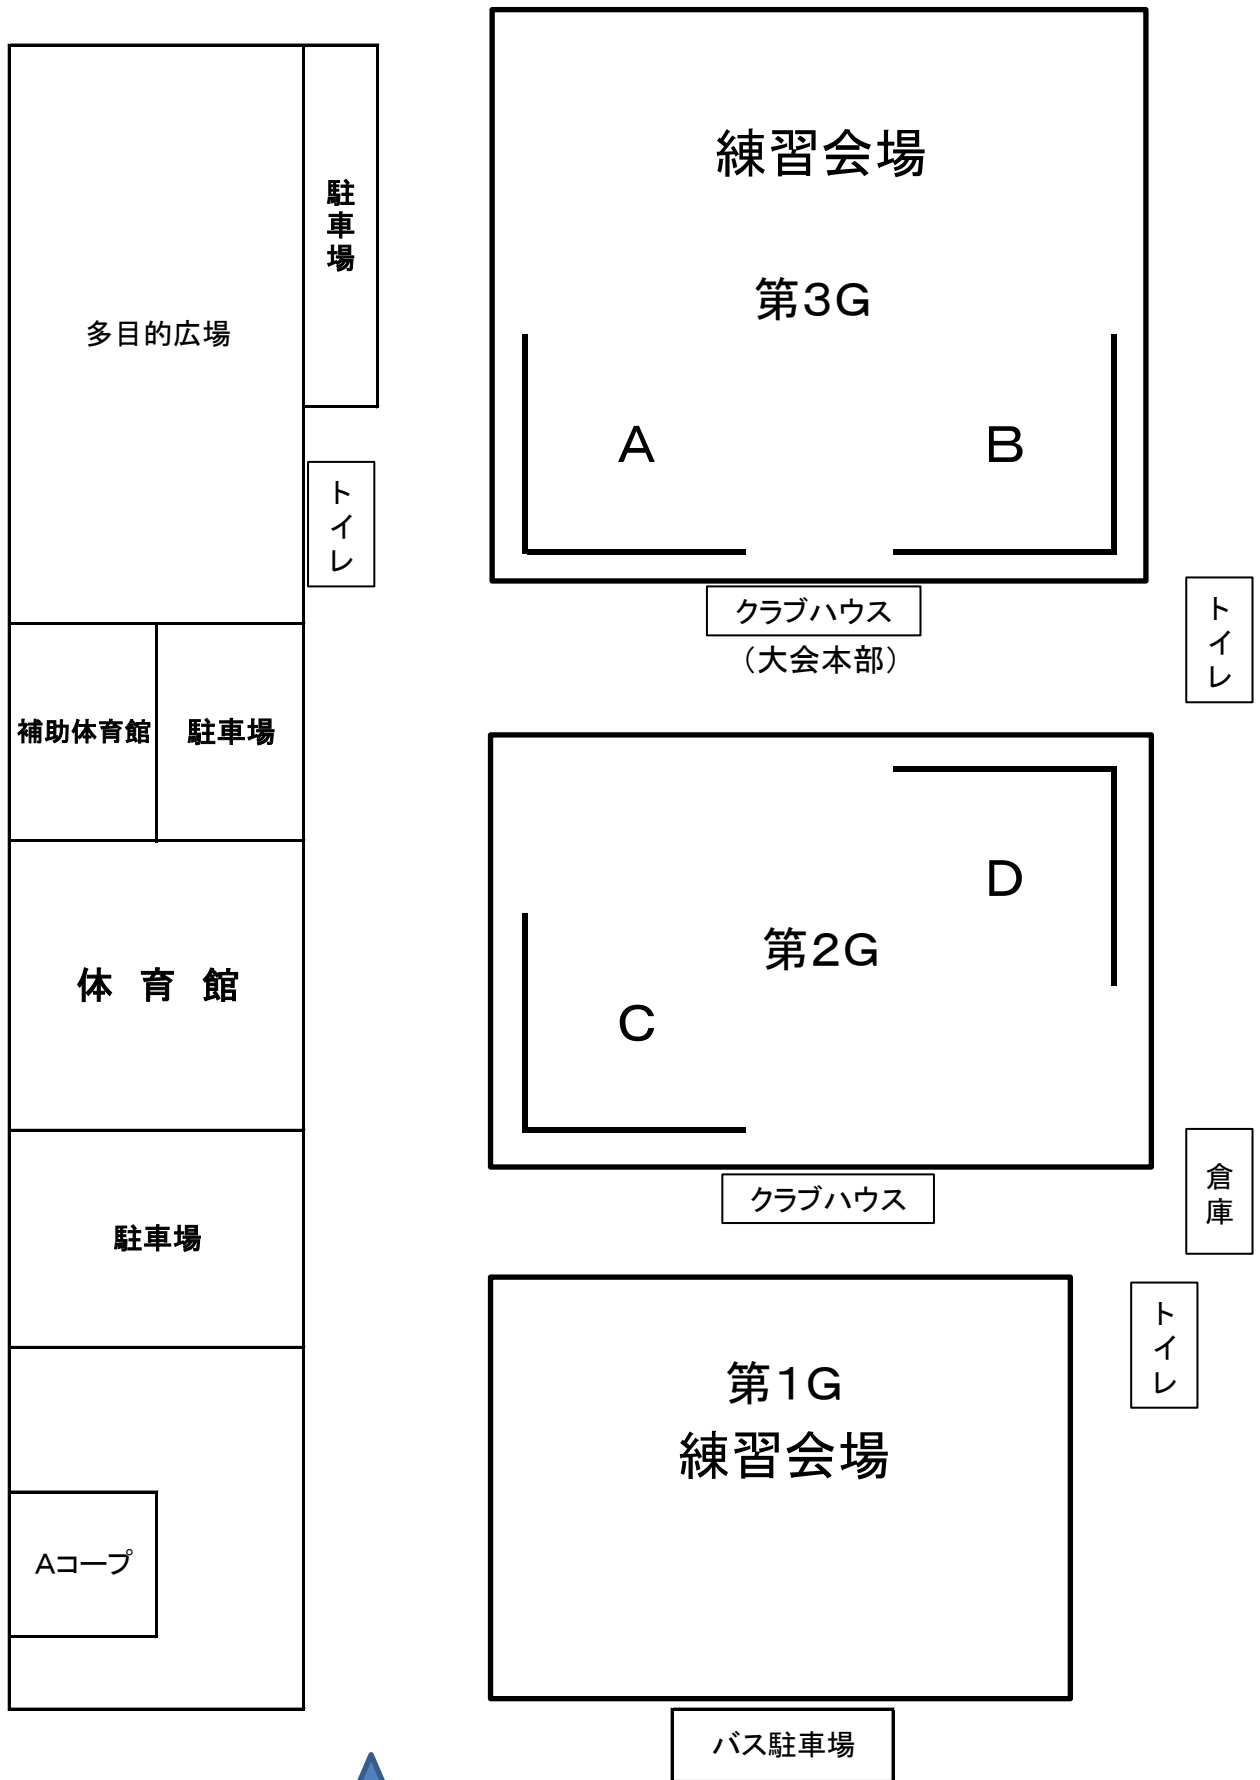 練習会場
駐車場
第3G
多目的広場
A
B
トイレ
クラブハウス
(大会本部)
トイレ
補助体育館
駐車場
D
第2G
体 育 館
C
クラブハウス
倉庫
駐車場
トイレ
第1G
練習会場
Aコープ
バス駐車場